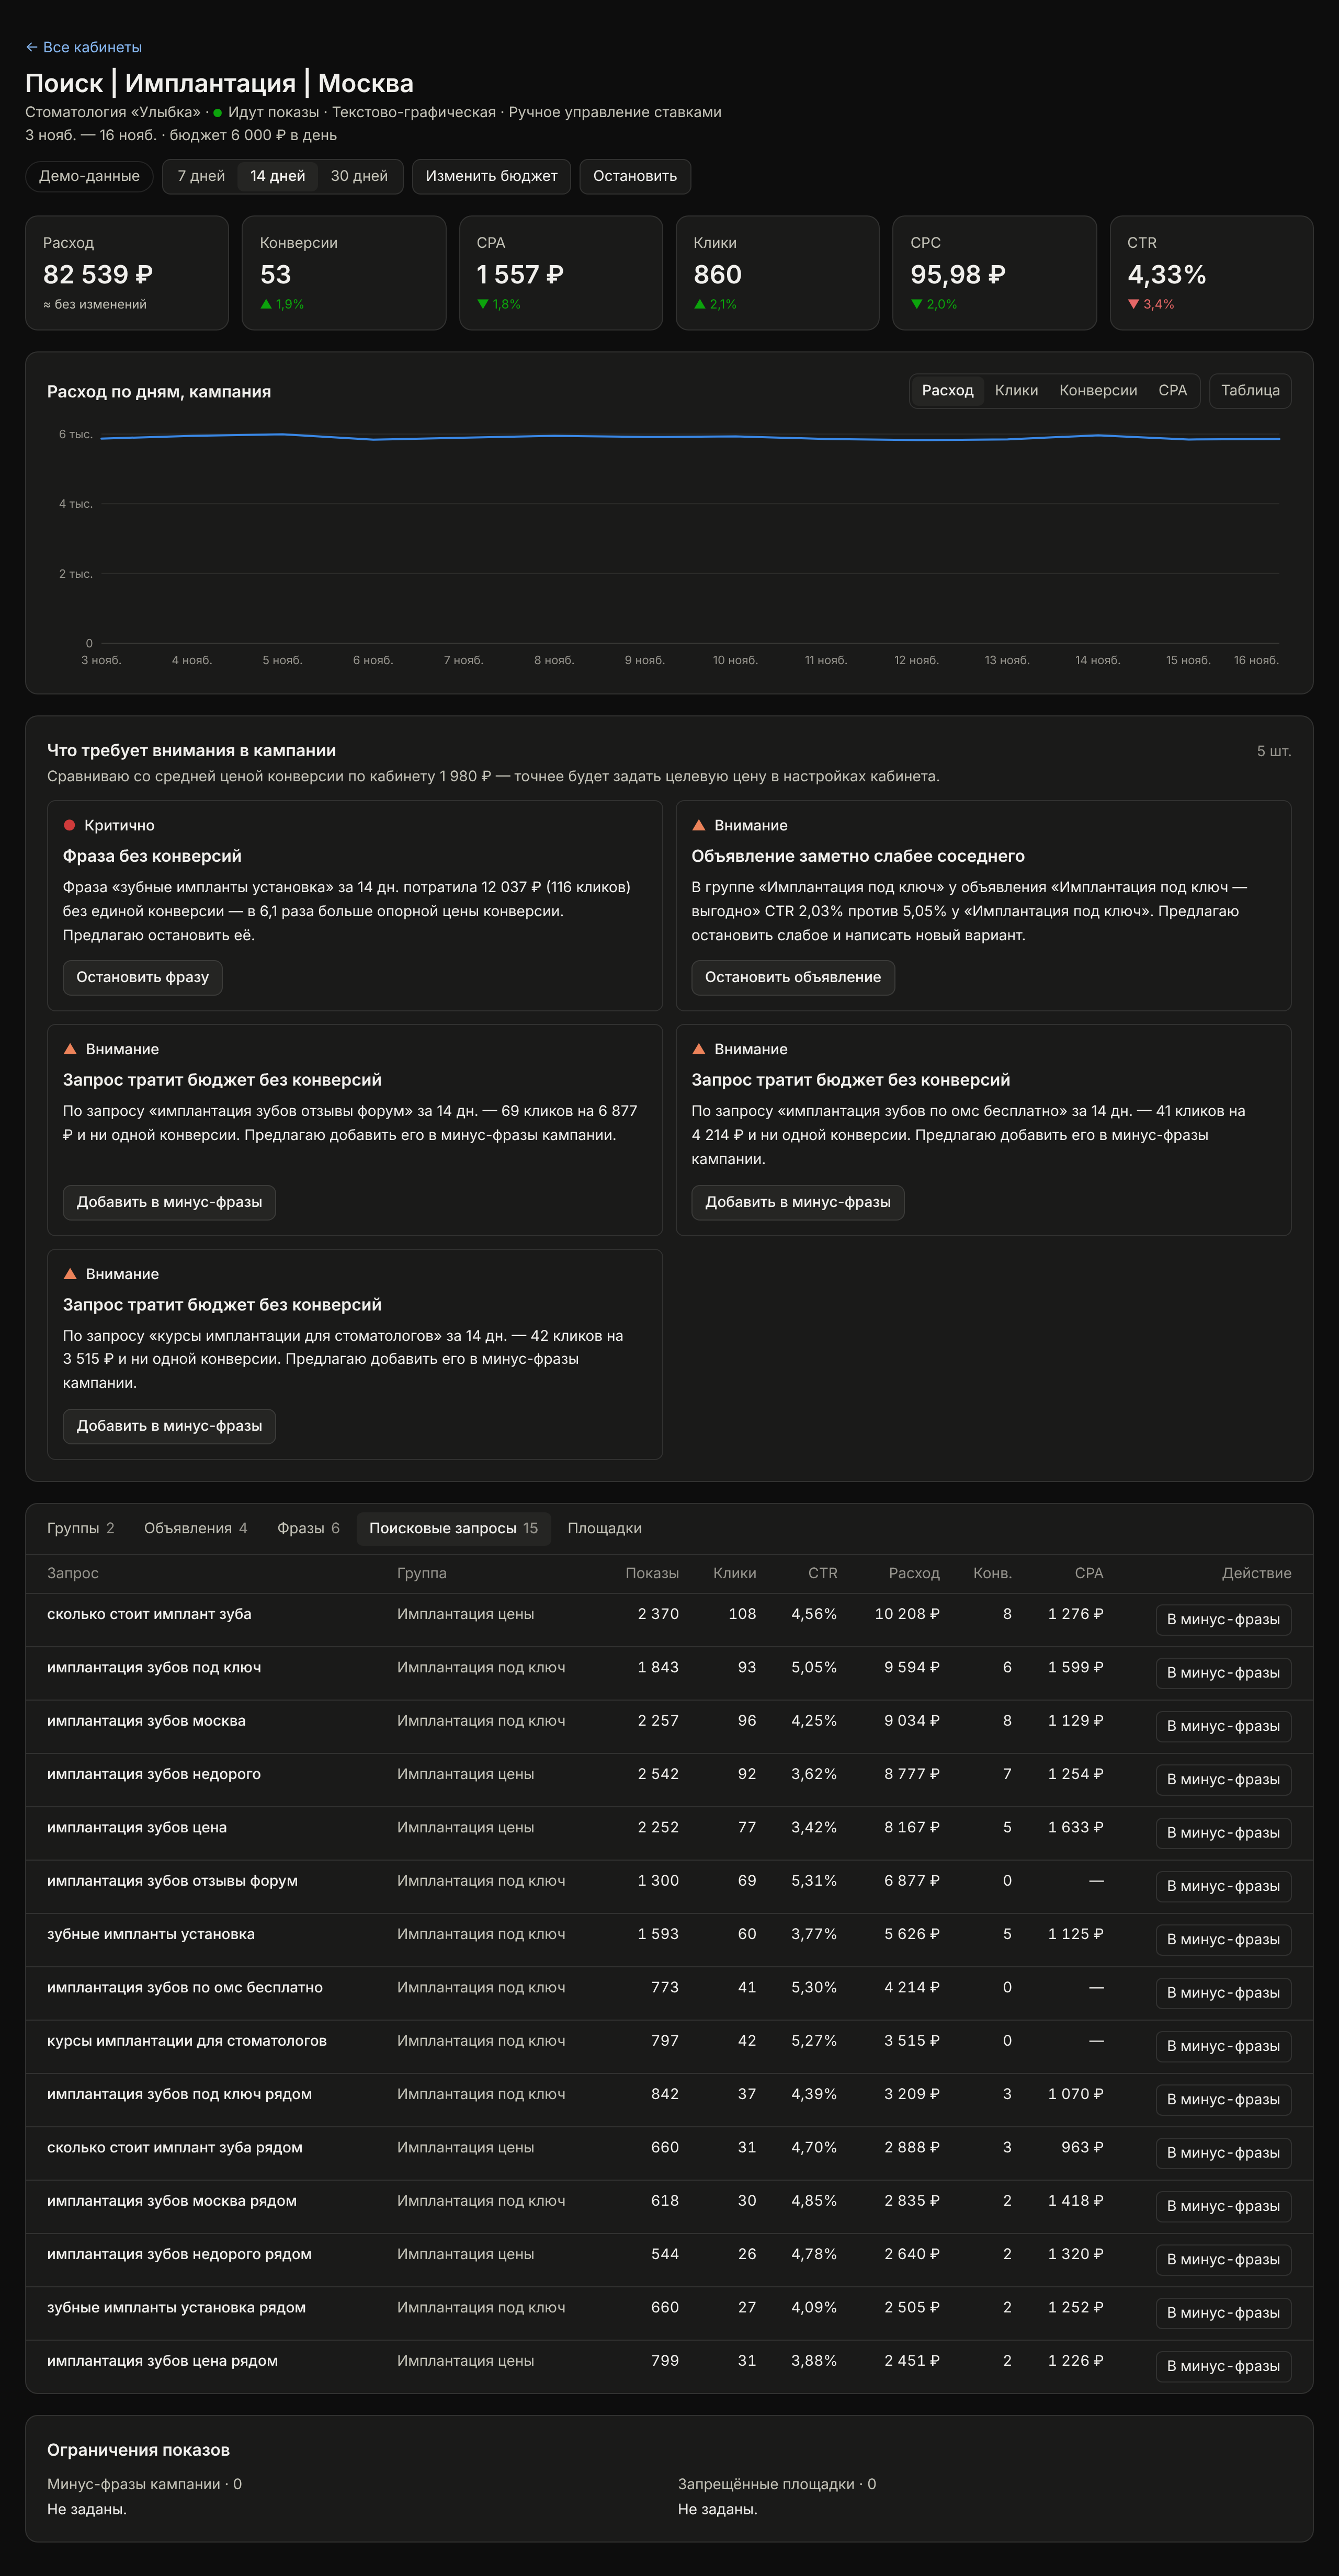 ← Все кабинеты
Поиск | Имплантация | Москва
Стоматология «Улыбка» · ● Идут показы · Текстово-графическая · Ручное управление ставками
3 нояб. — 16 нояб. · бюджет 6 000 ₽ в день
Демо-данные 7 дней 14 дней 30 дней Изменить бюджет Остановить
Расход Конверсии CPA Клики CPC CTR
82 539 ₽ 53 1 557 ₽ 860 95,98 ₽ 4,33%
≈ без изменений ▲ 1,9% ▼ 1,8% ▲ 2,1% ▼ 2,0% ▼ 3,4%
Расход по дням, кампания Расход Клики Конверсии CPA Таблица
6 тыс.
4 тыс.
2 тыс.
0
3 нояб. 4 нояб. 5 нояб. 6 нояб. 7 нояб. 8 нояб. 9 нояб. 10 нояб. 11 нояб. 12 нояб. 13 нояб. 14 нояб. 15 нояб. 16 нояб.
Что требует внимания в кампании 5 шт.
Сравниваю со средней ценой конверсии по кабинету 1 980 ₽ — точнее будет задать целевую цену в настройках кабинета.
Критично
Фраза без конверсий
Фраза «зубные импланты установка» за 14 дн. потратила 12 037 ₽ (116 кликов)
без единой конверсии — в 6,1 раза больше опорной цены конверсии.
Предлагаю остановить её.
Остановить фразу
Внимание
Объявление заметно слабее соседнего
В группе «Имплантация под ключ» у объявления «Имплантация под ключ —
выгодно» CTR 2,03% против 5,05% у «Имплантация под ключ». Предлагаю
остановить слабое и написать новый вариант.
Остановить объявление
Внимание
Запрос тратит бюджет без конверсий
По запросу «имплантация зубов отзывы форум» за 14 дн. — 69 кликов на 6 877
₽ и ни одной конверсии. Предлагаю добавить его в минус-фразы кампании.
Добавить в минус-фразы
Внимание
Запрос тратит бюджет без конверсий
По запросу «имплантация зубов по омс бесплатно» за 14 дн. — 41 кликов на
4 214 ₽ и ни одной конверсии. Предлагаю добавить его в минус-фразы
кампании.
Добавить в минус-фразы
Внимание
Запрос тратит бюджет без конверсий
По запросу «курсы имплантации для стоматологов» за 14 дн. — 42 кликов на
3 515 ₽ и ни одной конверсии. Предлагаю добавить его в минус-фразы
кампании.
Добавить в минус-фразы
Группы 2 Объявления 4 Фразы 6 Поисковые запросы 15 Площадки
Запрос Группа Показы Клики CTR Расход Конв. CPA Действие
сколько стоит имплант зуба Имплантация цены 2 370 108 4,56% 10 208 ₽ 8 1 276 ₽ В минус-фразы
имплантация зубов под ключ Имплантация под ключ 1 843 93 5,05% 9 594 ₽ 6 1 599 ₽ В минус-фразы
имплантация зубов москва Имплантация под ключ 2 257 96 4,25% 9 034 ₽ 8 1 129 ₽ В минус-фразы
имплантация зубов недорого Имплантация цены 2 542 92 3,62% 8 777 ₽ 7 1 254 ₽ В минус-фразы
имплантация зубов цена Имплантация цены 2 252 77 3,42% 8 167 ₽ 5 1 633 ₽ В минус-фразы
имплантация зубов отзывы форум Имплантация под ключ 1 300 69 5,31% 6 877 ₽ 0 — В минус-фразы
зубные импланты установка Имплантация под ключ 1 593 60 3,77% 5 626 ₽ 5 1 125 ₽ В минус-фразы
имплантация зубов по омс бесплатно Имплантация под ключ 773 41 5,30% 4 214 ₽ 0 — В минус-фразы
курсы имплантации для стоматологов Имплантация под ключ 797 42 5,27% 3 515 ₽ 0 — В минус-фразы
имплантация зубов под ключ рядом Имплантация под ключ 842 37 4,39% 3 209 ₽ 3 1 070 ₽ В минус-фразы
сколько стоит имплант зуба рядом Имплантация цены 660 31 4,70% 2 888 ₽ 3 963 ₽ В минус-фразы
имплантация зубов москва рядом Имплантация под ключ 618 30 4,85% 2 835 ₽ 2 1 418 ₽ В минус-фразы
имплантация зубов недорого рядом Имплантация цены 544 26 4,78% 2 640 ₽ 2 1 320 ₽ В минус-фразы
зубные импланты установка рядом Имплантация под ключ 660 27 4,09% 2 505 ₽ 2 1 252 ₽ В минус-фразы
имплантация зубов цена рядом Имплантация цены 799 31 3,88% 2 451 ₽ 2 1 226 ₽ В минус-фразы
Ограничения показов
Минус-фразы кампании · 0 Запрещённые площадки · 0
Не заданы. Не заданы.